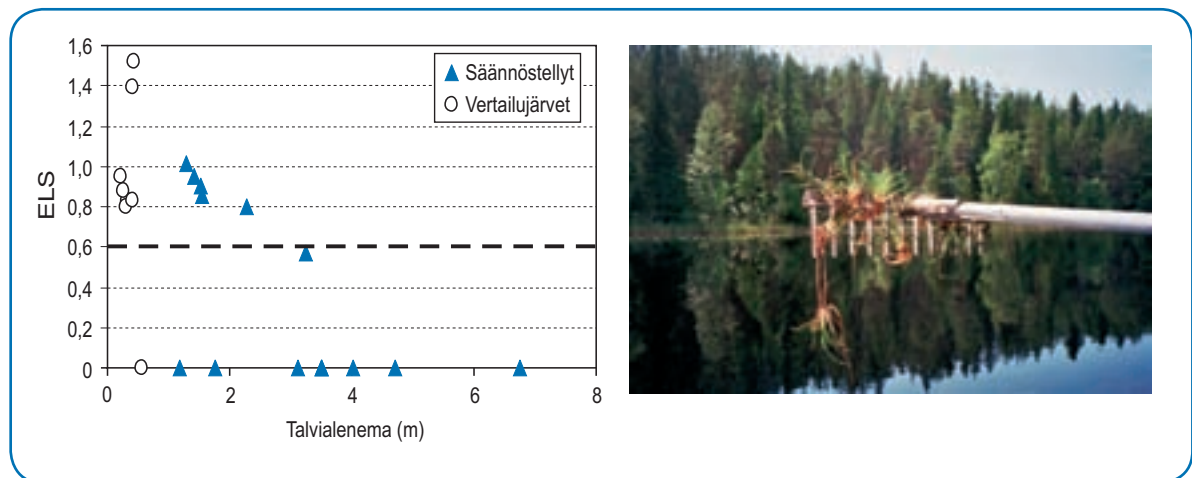 1,6
1,4
1,2
1,0
0,8
0,6
0,4
0,2
0
ELS
Säännöstellyt
Vertailujärvet
0 2 4 6 8
Talvialenema (m)